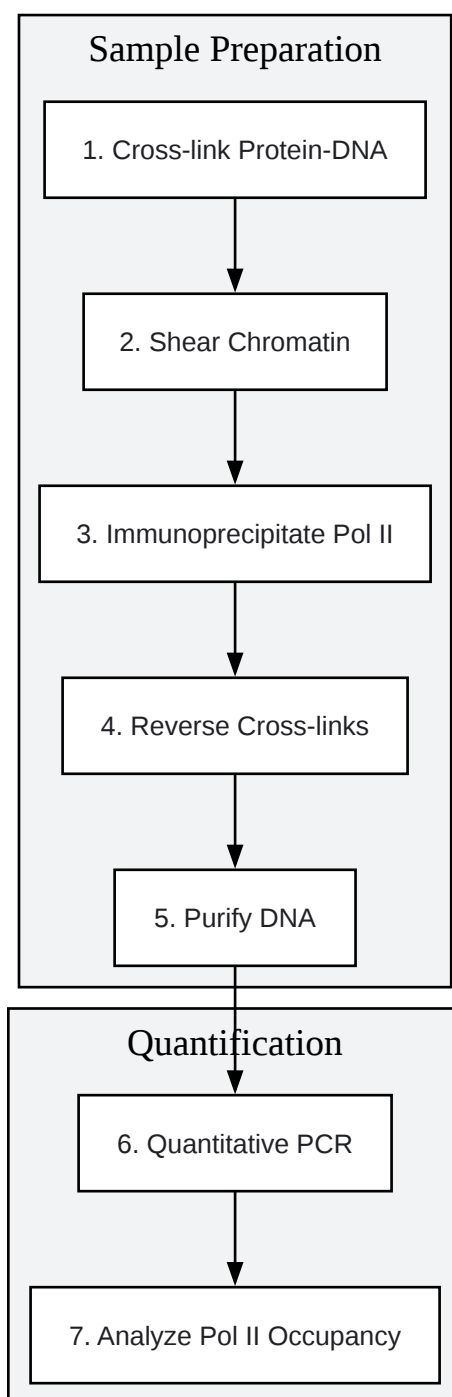 Sample Preparation
1. Cross-link Protein-DNA
2. Shear Chromatin
3. Immunoprecipitate Pol II
4. Reverse Cross-links
5. Purify DNA
Quantification
6. Quantitative PCR
7. Analyze Pol II Occupancy